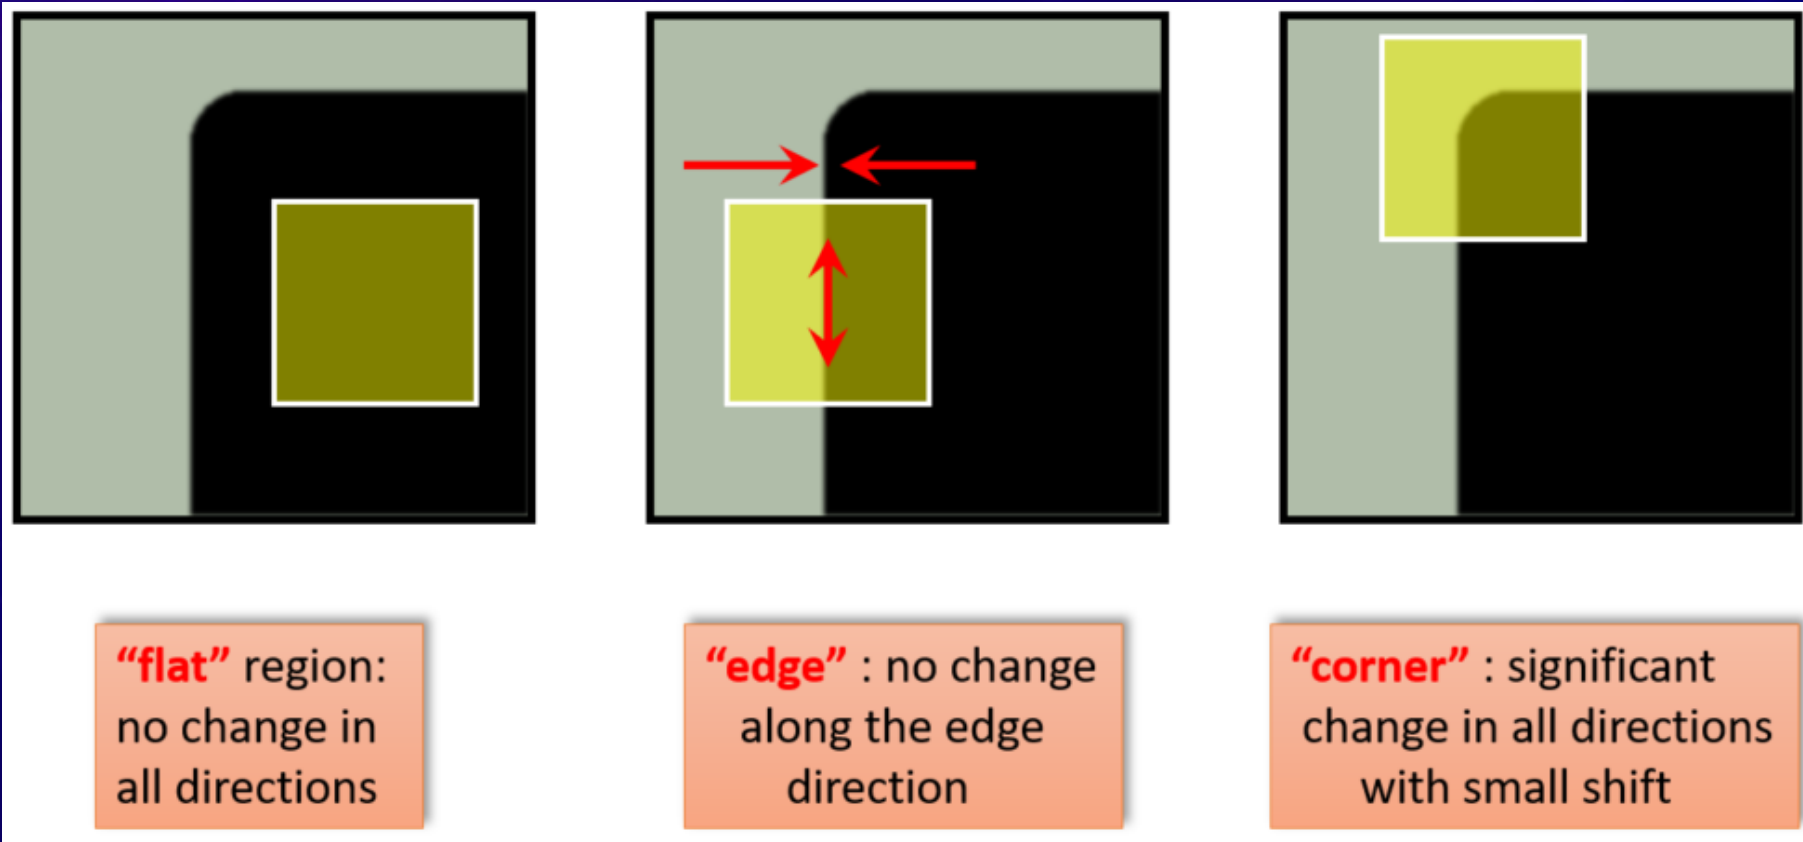 “flat” region:
no change in
all directions
“edge” : no change
along the edge
direction
“corner” : significant
change in all directions
with small shift